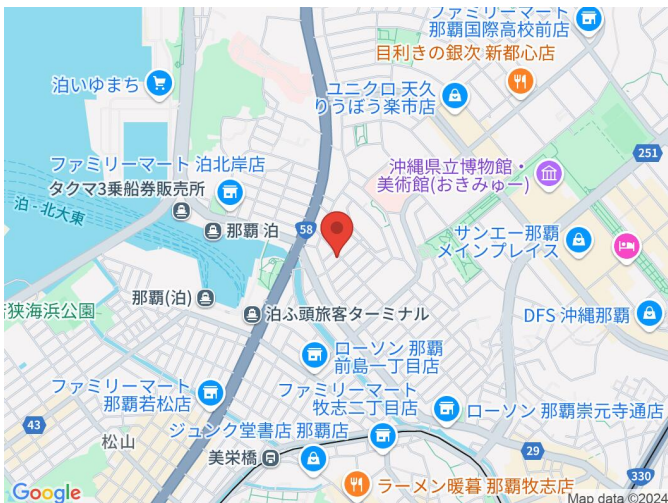 ファミリーマート
那覇国際高校前店
目利きの銀次 新都心店
泊いゆまち
ユニクロ 天久
りうぼう楽市店
251
ファミリーマート 泊北岸店
沖縄県立博物館・
美術館(おきみゅー)
タクマ3乗船券販売所
泊 - 北大東
那覇 泊
58
サンエー那覇
メインプレイス
那覇(泊)
狭海浜公園
泊ふ頭旅客ターミナル
DFS 沖縄那覇
ローソン 那覇
前島一丁目店
ファミリーマート
那覇若松店
ファミリーマート
牧志二丁目店
ローソン 那覇崇元寺通店
43
松山
ジュンク堂書店 那覇店
29
美栄橋
330
ラーメン暖暮 那覇牧志店
Google
Map data ©2024